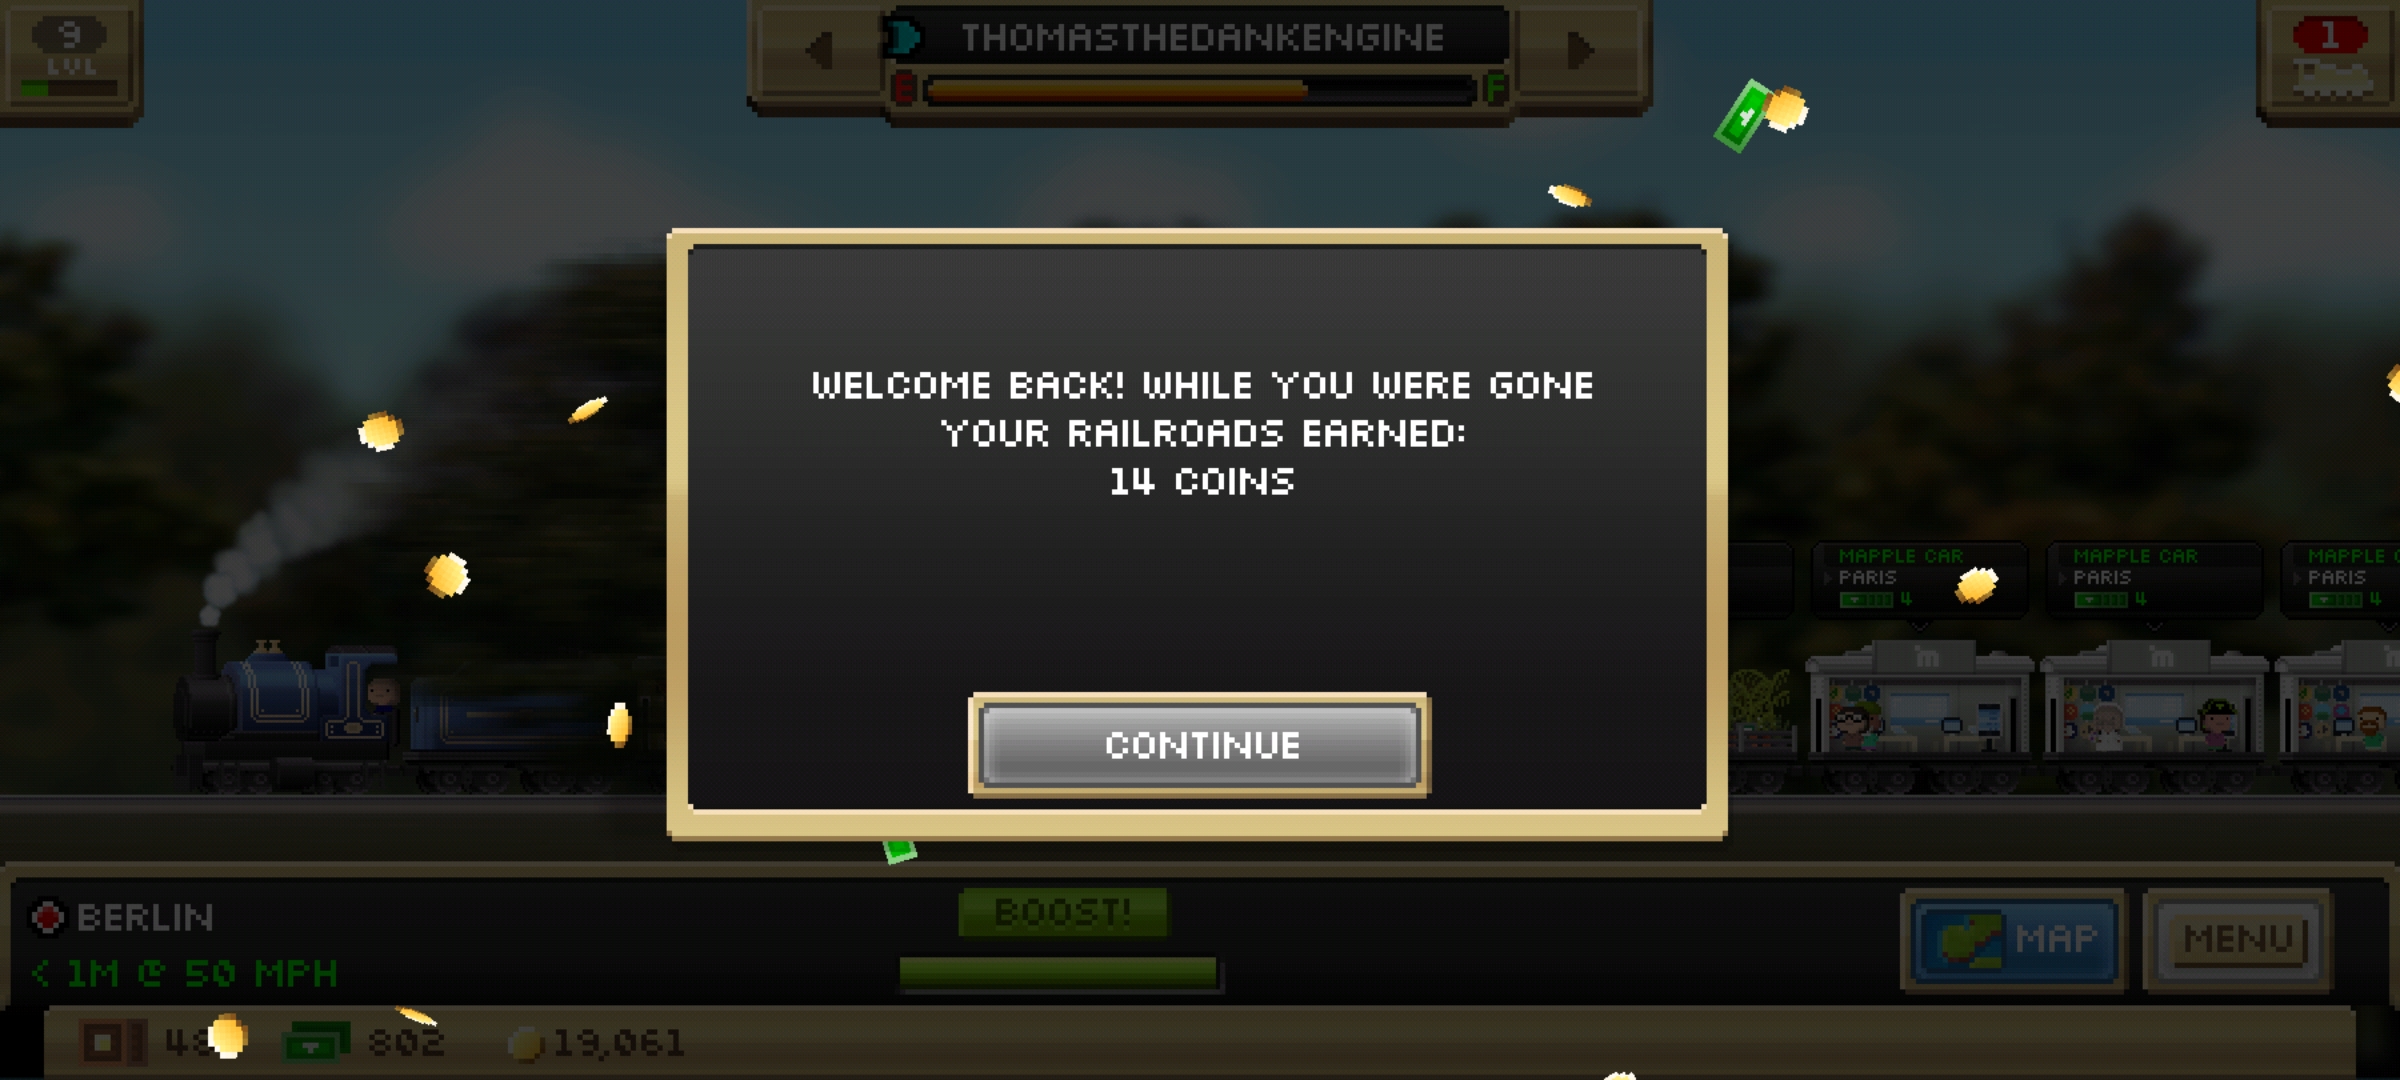 9
LVL
THOMASTHEDANKENGINE
E F
1
WELCOME BACK! WHILE YOU WERE GONE
YOUR RAILROADS EARNED:
14 COINS
CONTINUE
MAPPLE CAR
PARIS
4
MAPPLE CAR
PARIS
4
MAPPLE
PARIS
4
BERLIN
< 1M @ 50 MPH
BOOST!
MAP
MENU
802
19,061